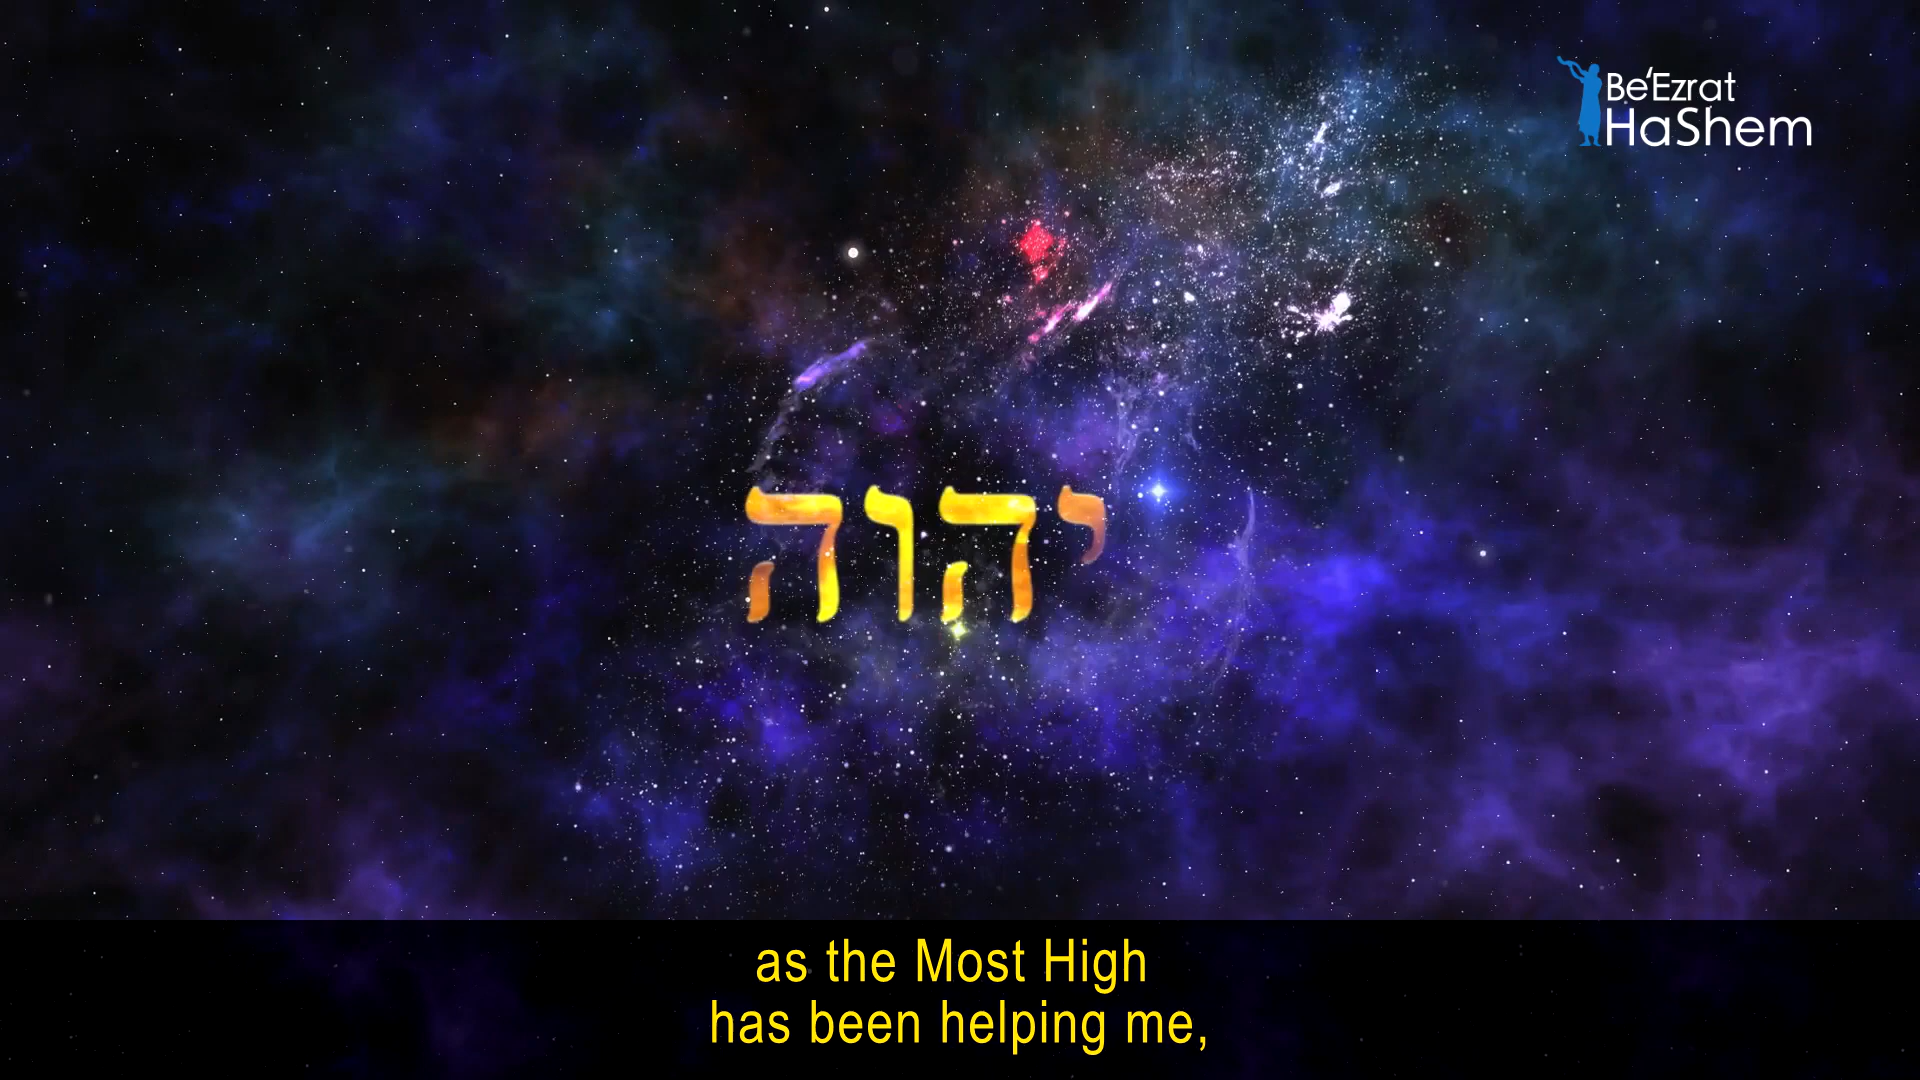 Be'Ezrat
HaShem
יהוה
as the Most High
has been helping me,